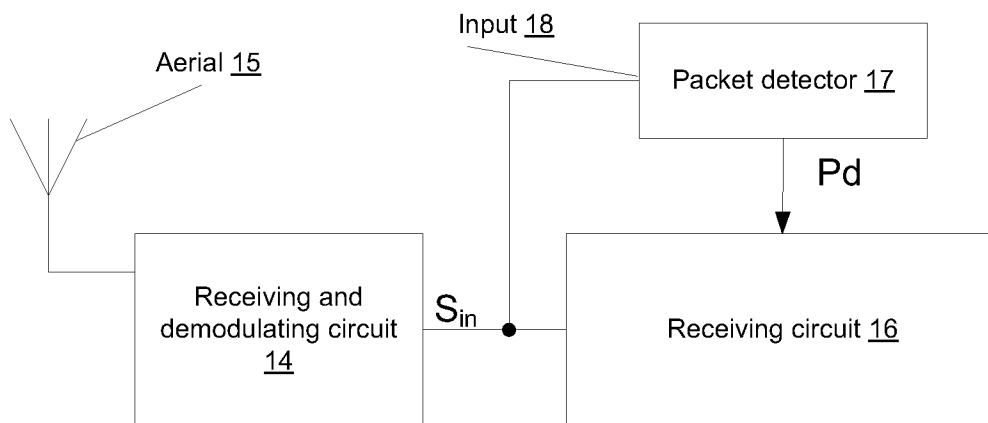 Input 18
Aerial 15
Packet detector 17
Pd
Receiving and
demodulating circuit
14
Sin
Receiving circuit 16